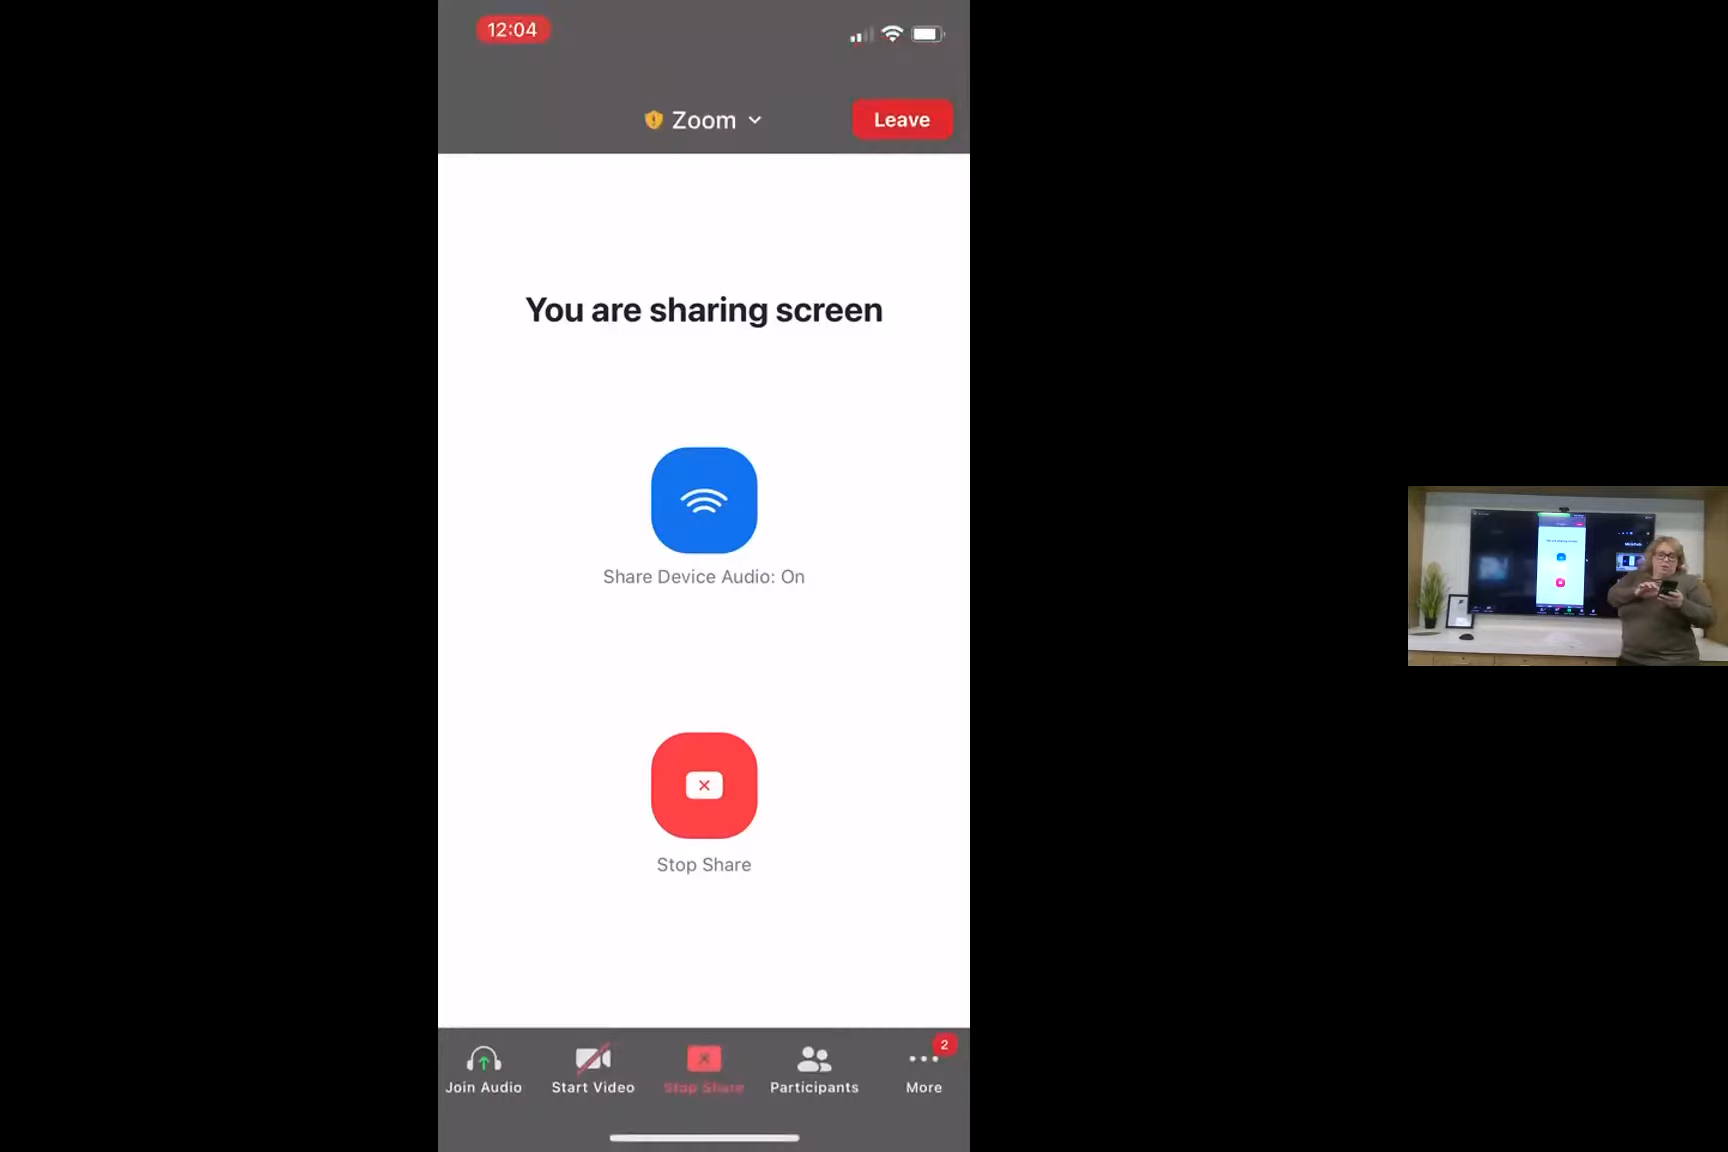 12:04
Zoom
Leave
You are sharing screen
Share Device Audio: On
Stop Share
2
Join Audio
Start Video
Stop Share
Participants
More